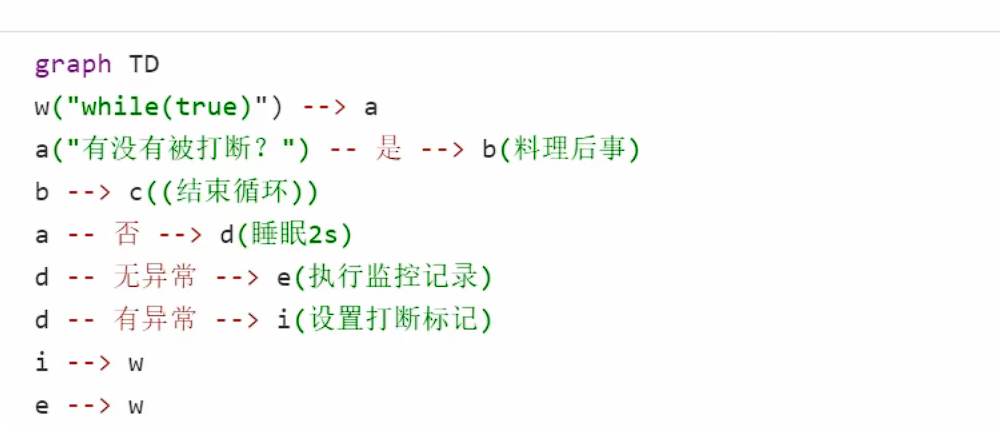 graph TD
w("while(true)") --> a
a("有没有被打断？") -- 是 --> b(料理后事)
b --> c((结束循环))
a -- 否 --> d(睡眠2s)
d -- 无异常 --> e(执行监控记录)
d -- 有异常 --> i(设置打断标记)
i --> w
e --> w